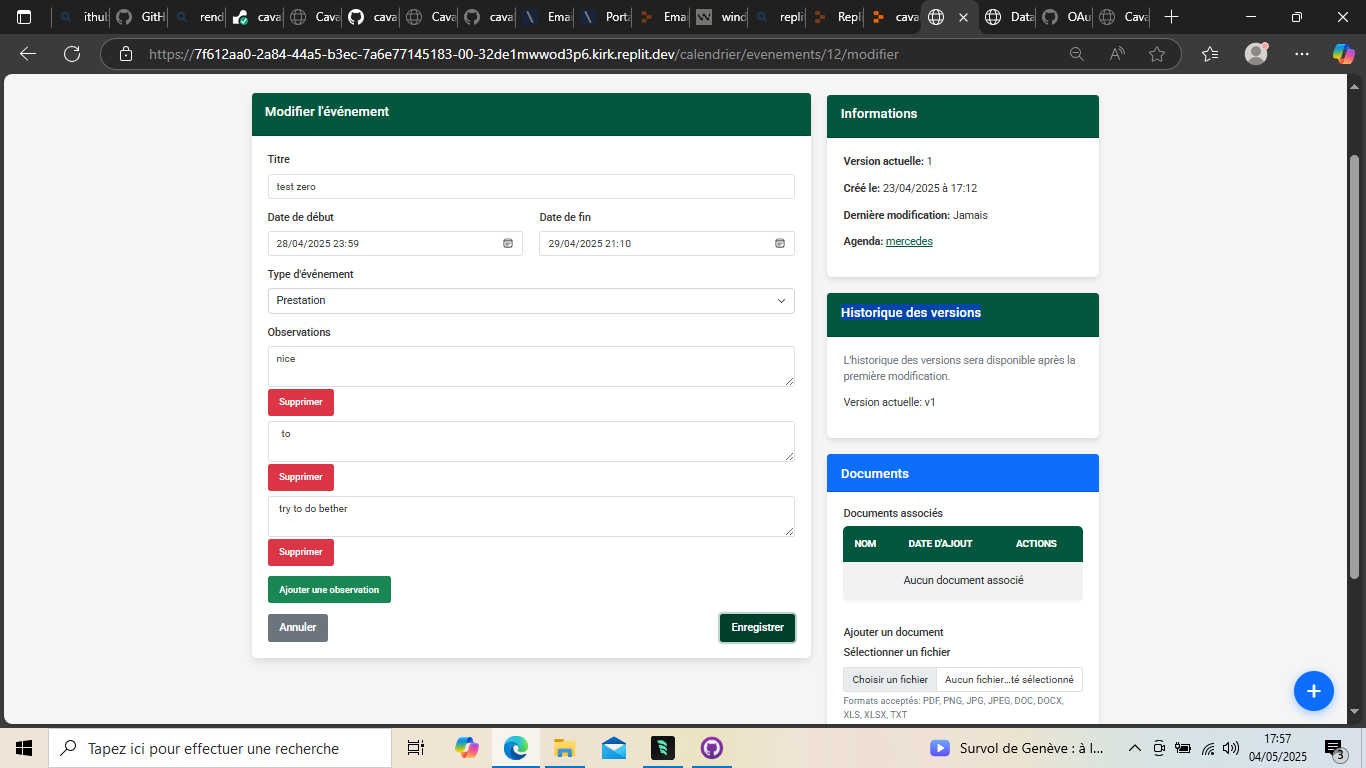 ithul
GitH
rend
cava
Cava
cava
Cava
cava
Emai
Porta
Emai
wind
repli
Repli
cava
Data
OAu
Cava
https://7f612aa0-2a84-44a5-b3ec-7a6e77145183-00-32de1mwwod3p6.kirk.replit.dev/calendrier/evenements/12/modifier
Modifier l'événement
Titre
test zero
Date de début
Date de fin
28/04/2025 23:59
29/04/2025 21:10
Type d'événement
Prestation
Observations
nice
Supprimer
to
Supprimer
try to do bether
Supprimer
Ajouter une observation
Annuler
Enregistrer
Informations
Version actuelle: 1
Créé le: 23/04/2025 à 17:12
Dernière modification: Jamais
Agenda: mercedes
Historique des versions
L'historique des versions sera disponible après la
première modification.
Version actuelle: v1
Documents
Documents associés
NOM DATE D'AJOUT ACTIONS
Aucun document associé
Ajouter un document
Sélectionner un fichier
Choisir un fichier Aucun fichier...té sélectionné
Formats acceptés: PDF, PNG, JPG, JPEG, DOC, DOCX,
XLS, XLSX, TXT
Tapez ici pour effectuer une recherche
Survol de Genève : à l...
17:57
04/05/2025
3